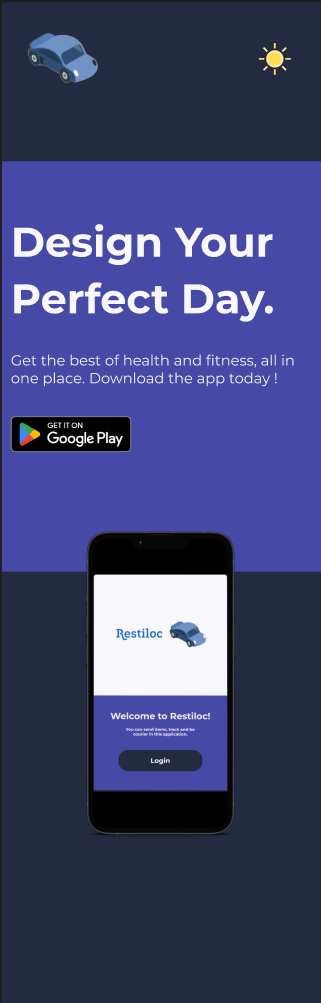 Design Your
Perfect Day.
Get the best of health and fitness, all in
one place. Download the app today !
GET IT ON
Google Play
Restiloc
Welcome to Restiloc!
You can send items, track and be
courier in this application.
Login